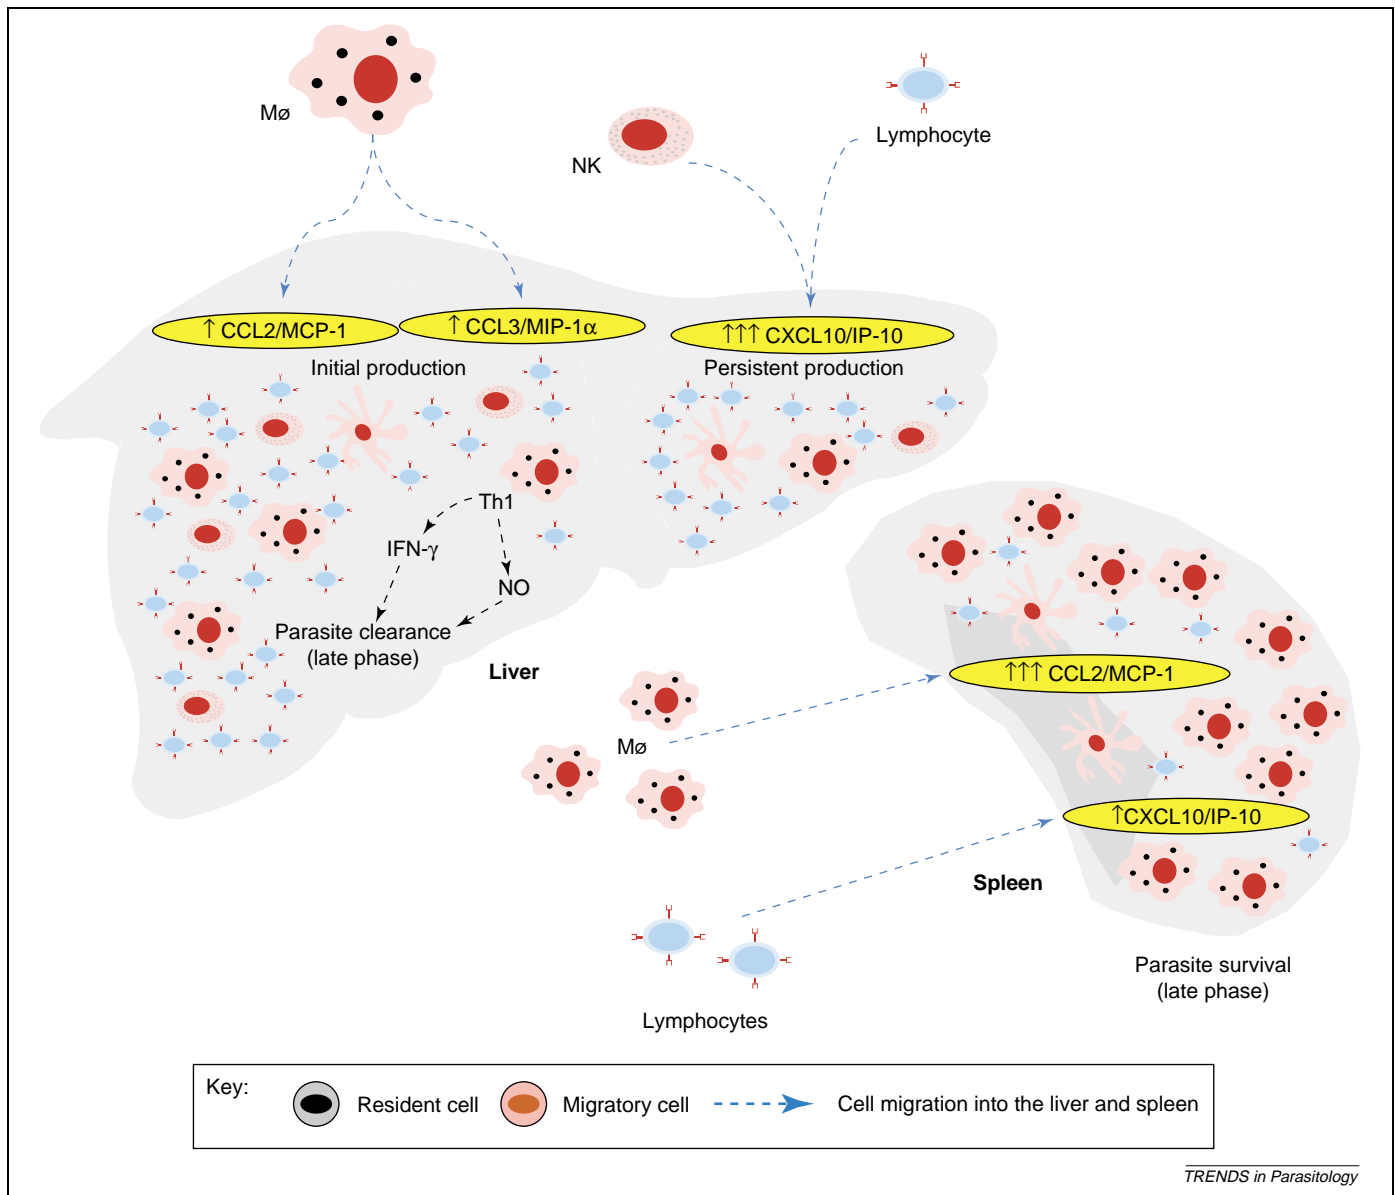 Mø
NK
Lymphocyte
↑ CCL2/MCP-1
↑ CCL3/MIP-1α
↑↑↑ CXCL10/IP-10
Initial production
Persistent production
Th1
IFN-γ
NO
Parasite clearance
(late phase)
Liver
↑↑↑ CCL2/MCP-1
Mø
↑CXCL10/IP-10
Spleen
Parasite survival
(late phase)
Lymphocytes
Key:
Resident cell
Migratory cell
Cell migration into the liver and spleen
TRENDS in Parasitology